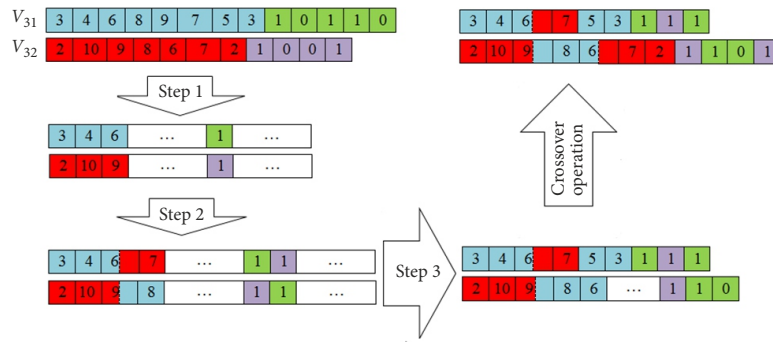 V31 3 4 6 8 9 7 5 3 1 0 1 1 0
V32 2 10 9 8 6 7 2 1 0 0 1
Step 1
3 4 6 ... 1 ...
2 10 9 ... 1 ...
Step 2
3 4 6 7 ... 1 1 ...
2 10 9 8 ... 1 1 ...
Step 3
3 4 6 7 5 3 1 1 1
2 10 9 8 6 ... 1 1 0
Crossover
operation
3 4 6 7 5 3 1 1 1
2 10 9 8 6 7 2 1 1 0 1